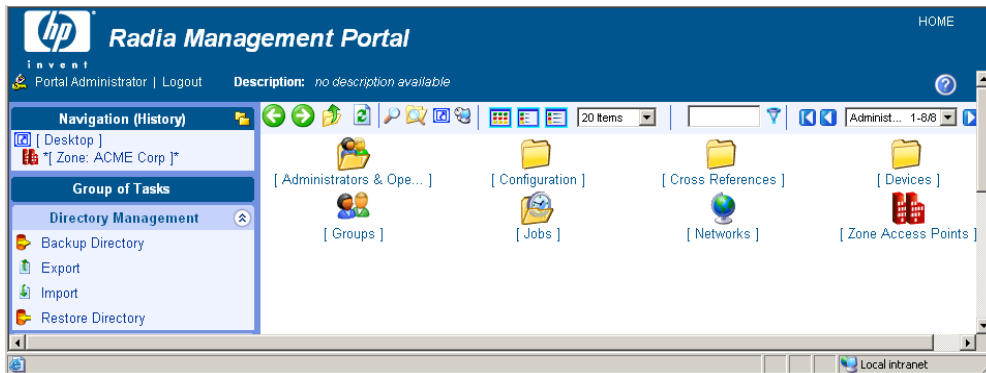 HOME
hp
Radia Management Portal
invent
Portal Administrator | Logout Description: no description available
Navigation (History)
20 Items
Administ... 1-8/8
[ Desktop ]
*[ Zone: ACME Corp ]*
[ Administrators & Ope... ] [ Configuration ] [ Cross References ] [ Devices ]
Group of Tasks
Directory Management
[ Groups ] [ Jobs ] [ Networks ] [ Zone Access Points ]
Backup Directory
Export
Import
Restore Directory
Local intranet